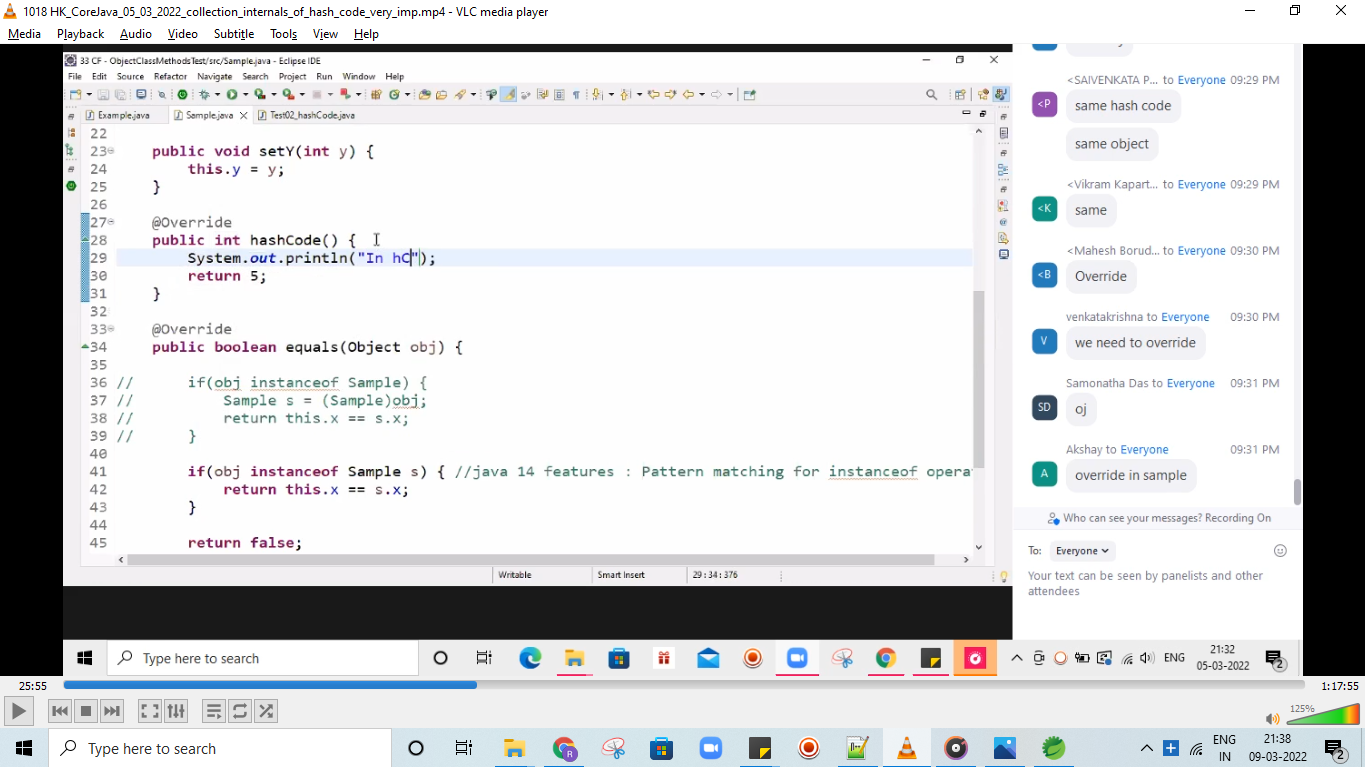 1018 HK_CoreJava_05_03_2022_collection_internals_of_hash_code_very_imp.mp4 - VLC media player
Media Playback Audio Video Subtitle Tools View Help
33 CF - ObjectClassMethodsTest/src/Sample.java - Eclipse IDE
File Edit Source Refactor Navigate Search Project Run Window Help
Example.java Sample.java Test02_hashCode.java
22
23 public void setY(int y) {
24 this.y = y;
25 }
26
27 @Override
28 public int hashCode() {
29 System.out.println("In hC");
30 return 5;
31 }
32
33 @Override
34 public boolean equals(Object obj) {
35
36 // if(obj instanceof Sample) {
37 // Sample s = (Sample)obj;
38 // return this.x == s.x;
39 // }
40
41 if(obj instanceof Sample s) { //java 14 features : Pattern matching for instanceof opera
42 return this.x == s.x;
43 }
44
45 return false;
Writable Smart Insert 29 : 34 : 376
<SAIVENKATA P... to Everyone 09:29 PM
<P same hash code
same object
<Vikram Kapart... to Everyone 09:29 PM
<K same
<Mahesh Borud... to Everyone 09:30 PM
<B Override
venkatakrishna to Everyone 09:30 PM
V we need to override
Samonatha Das to Everyone 09:31 PM
SD oj
Akshay to Everyone 09:31 PM
A override in sample
Who can see your messages? Recording On
To: Everyone
Your text can be seen by panelists and other
attendees
Type here to search
ENG
21:32
05-03-2022
2
25:55 1:17:55
125%
Type here to search
ENG
IN
21:38
09-03-2022
2